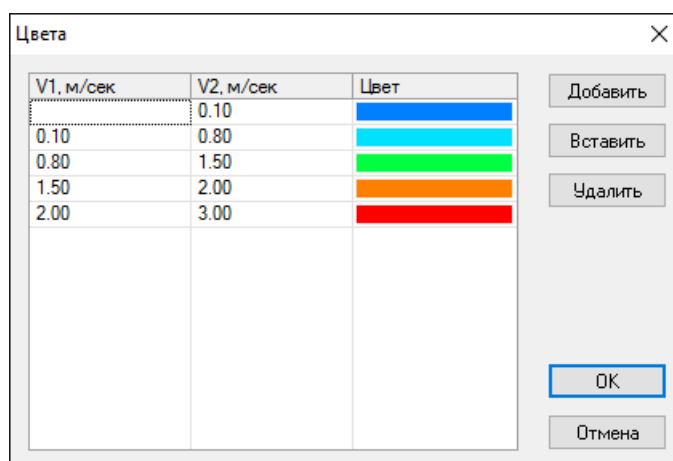 Цвета
V1, м/сек V2, м/сек Цвет
0.10
0.10 0.80
0.80 1.50
1.50 2.00
2.00 3.00
Добавить
Вставить
Удалить
OK
Отмена